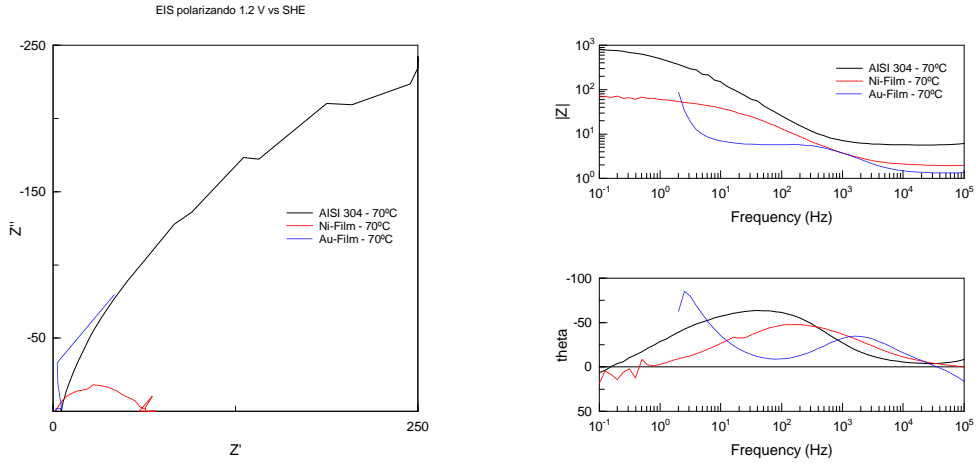 EIS polarizando 1.2 V vs SHE
-250
-150
-50
0
250
Z''
Z'
AISI 304 - 70ºC
Ni-Film - 70ºC
Au-Film - 70ºC
10^3
10^2
10^1
10^0
|Z|
AISI 304 - 70ºC
Ni-Film - 70ºC
Au-Film - 70ºC
10^-1 10^0 10^1 10^2 10^3 10^4 10^5
Frequency (Hz)
-100
-50
0
50
theta
10^-1 10^0 10^1 10^2 10^3 10^4 10^5
Frequency (Hz)